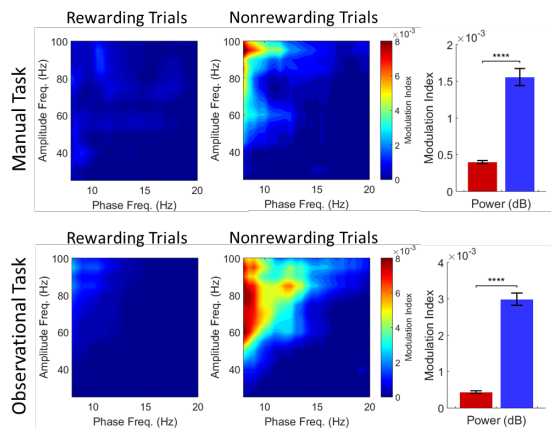 Rewarding Trials
Nonrewarding Trials
Manual Task
Amplitude Freq. (Hz)
100
80
60
40
10
15
20
Phase Freq. (Hz)
Amplitude Freq. (Hz)
100
80
60
40
10
15
20
Phase Freq. (Hz)
8 ×10^-3
6
4
2
0
Modulation Index
2 ×10^-3
1.5
1
0.5
0
Modulation Index
****
Power (dB)
Rewarding Trials
Nonrewarding Trials
Observational Task
Amplitude Freq. (Hz)
100
80
60
40
10
15
20
Phase Freq. (Hz)
Amplitude Freq. (Hz)
100
80
60
40
10
15
20
Phase Freq. (Hz)
8 ×10^-3
6
4
2
0
Modulation Index
4 ×10^-3
3
2
1
0
Modulation Index
****
Power (dB)